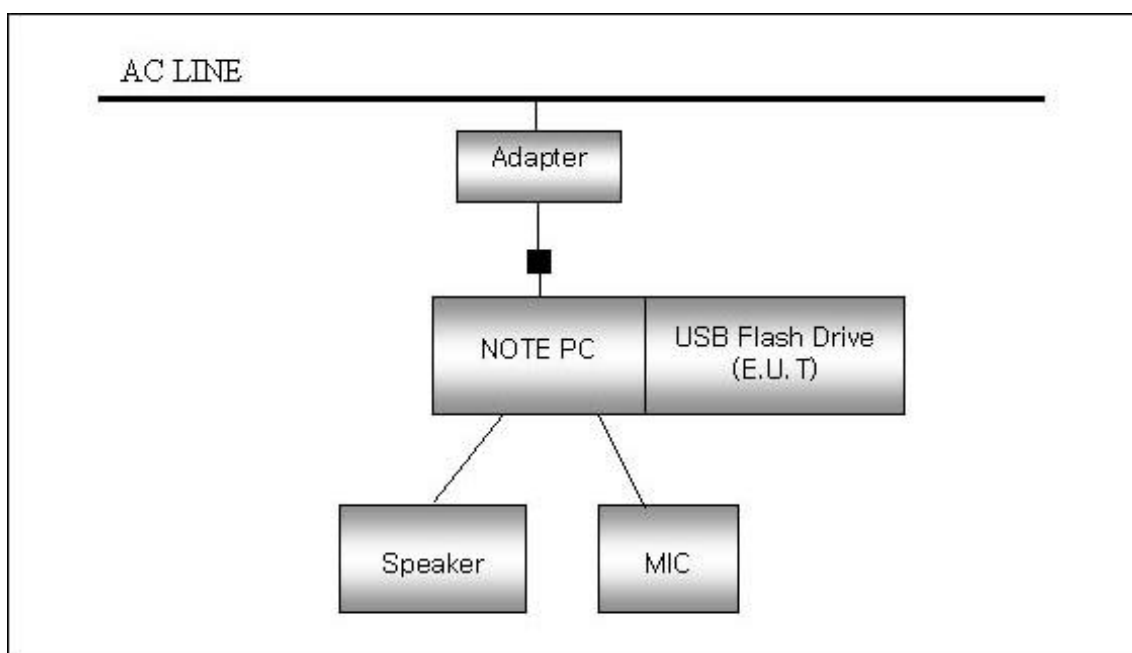 AC LINE
Adapter
NOTE PC
USB Flash Drive
(E.U.T)
Speaker
MIC